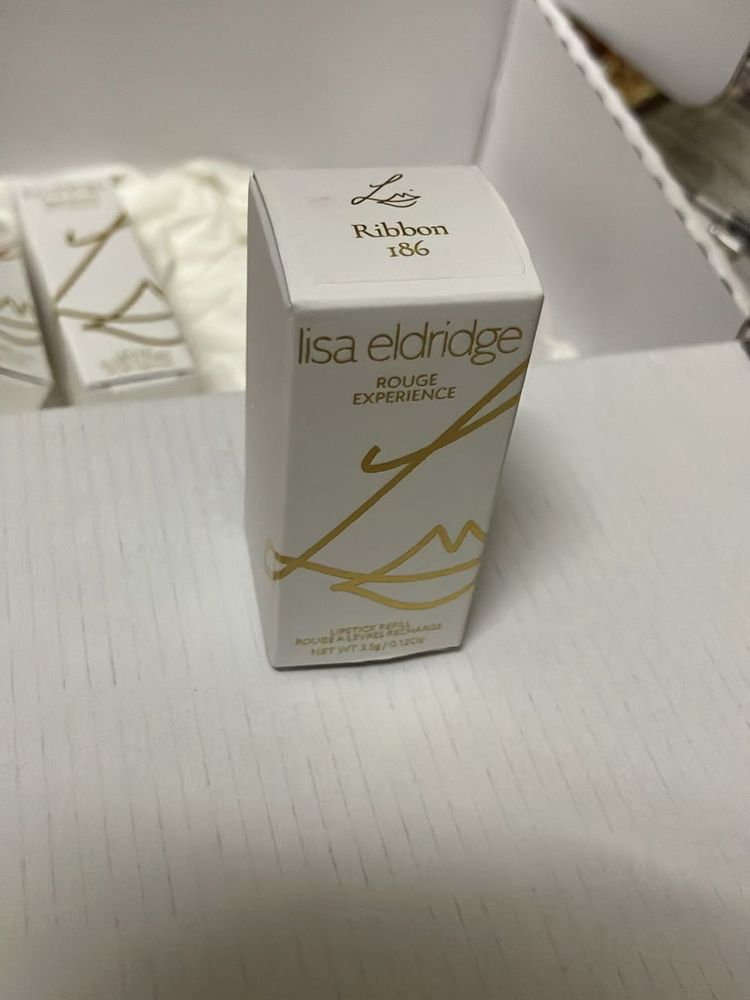 Ribbon
186
lisa eldridge
ROUGE
EXPERIENCE
LIPSTICK REFILL
ROUGE À LÈVRES RECHARGE
NET WT 3.5g / 0.12Oz